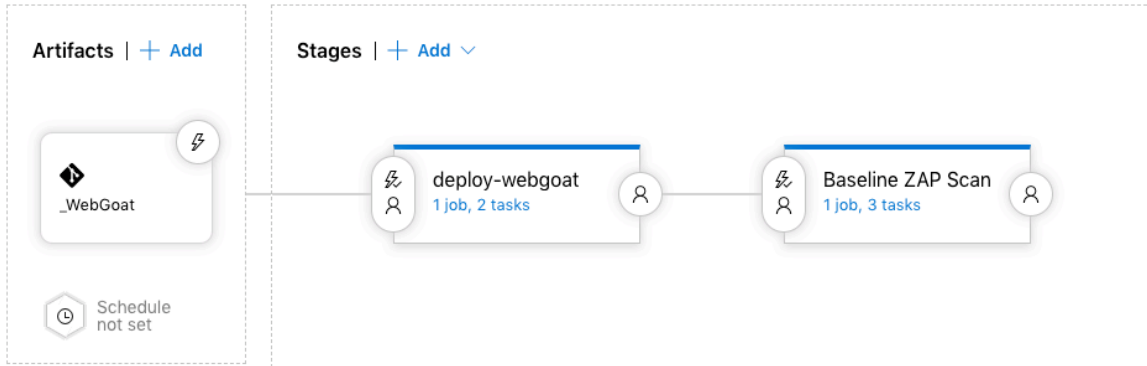 Artifacts | + Add
Stages | + Add
_WebGoat
deploy-webgoat
1 job, 2 tasks
Baseline ZAP Scan
1 job, 3 tasks
Schedule
not set